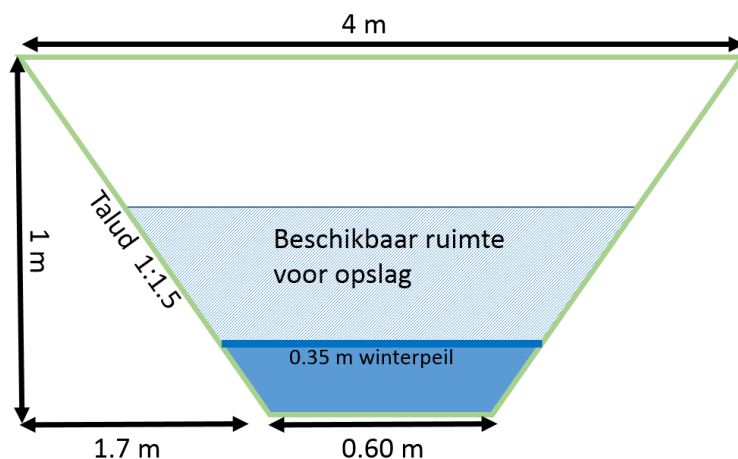 4 m
1 m
Talud 1:1.5
Beschikbaar ruimte
voor opslag
0.35 m winterpeil
1.7 m
0.60 m